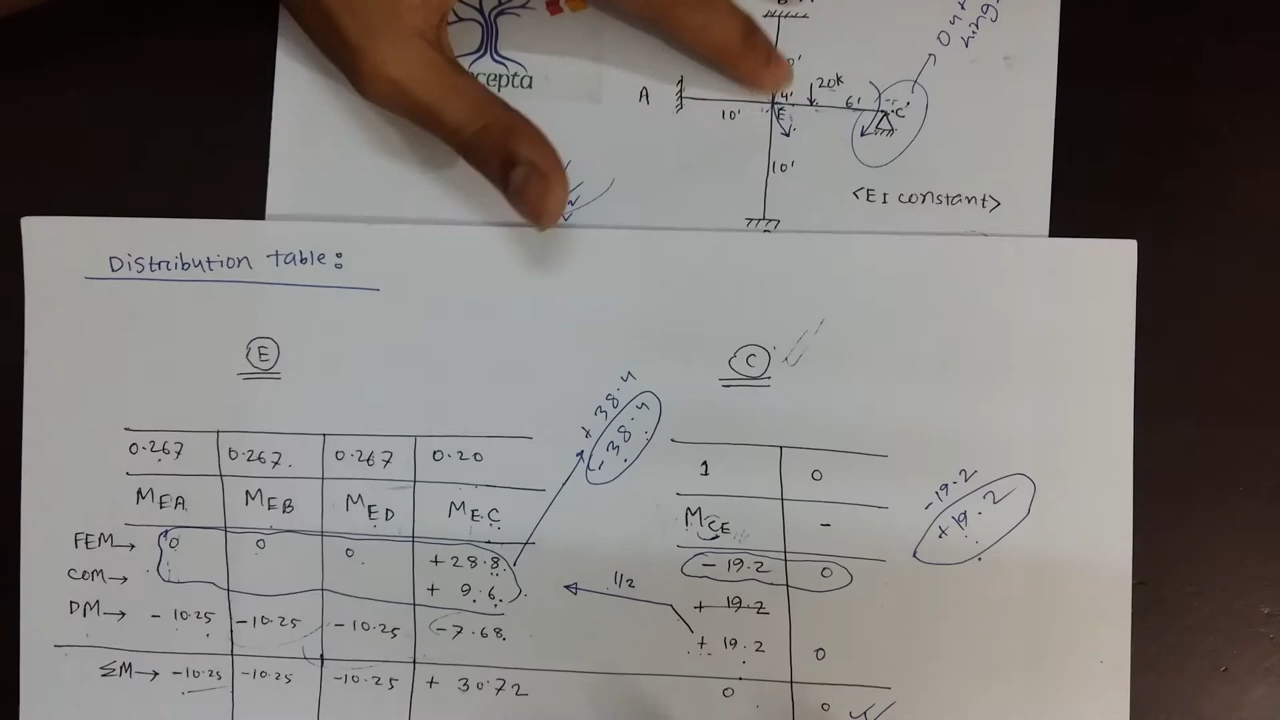 cepta
20k
A
4'
6'
C
10'
E
10'
<EI constant>
Distribution table:
E
C
0.267 0.267. 0.267 0.20
1 0
MEA MEB MED MEC
MCE -
+38.4
-38.4
-19.2
+19.2
FEM→ 0 0 0 +28.8
-19.2 0
COM→ + 9.6
1/2
+ 19.2
DM→ -10.25 -10.25 -10.25 -7.68
+ 19.2 0
ΣM→ -10.25 -10.25 -10.25 + 30.72
0 0